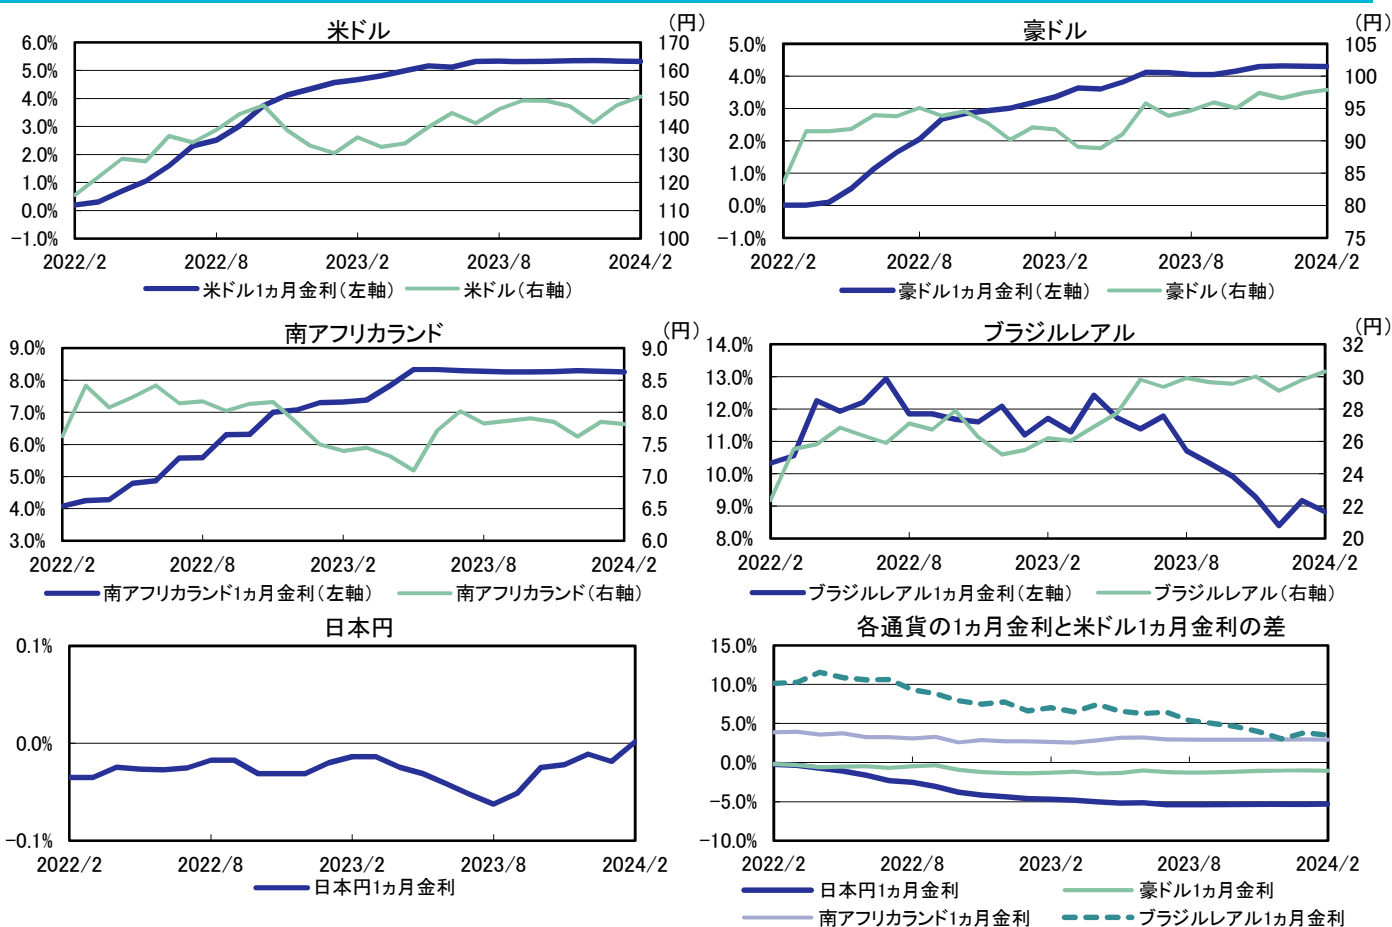 米ドル
(円)
6.0%
5.0%
4.0%
3.0%
2.0%
1.0%
0.0%
−1.0%
170
160
150
140
130
120
110
100
2022/2 2022/8 2023/2 2023/8 2024/2
米ドル1ヵ月金利(左軸) 米ドル(右軸)
豪ドル
(円)
5.0%
4.0%
3.0%
2.0%
1.0%
0.0%
−1.0%
105
100
95
90
85
80
75
2022/2 2022/8 2023/2 2023/8 2024/2
豪ドル1ヵ月金利(左軸) 豪ドル(右軸)
南アフリカランド
(円)
9.0%
8.0%
7.0%
6.0%
5.0%
4.0%
3.0%
9.0
8.5
8.0
7.5
7.0
6.5
6.0
2022/2 2022/8 2023/2 2023/8 2024/2
南アフリカランド1ヵ月金利(左軸) 南アフリカランド(右軸)
ブラジルレアル
(円)
14.0%
13.0%
12.0%
11.0%
10.0%
9.0%
8.0%
32
30
28
26
24
22
20
2022/2 2022/8 2023/2 2023/8 2024/2
ブラジルレアル1ヵ月金利(左軸) ブラジルレアル(右軸)
日本円
0.1%
0.0%
−0.1%
2022/2 2022/8 2023/2 2023/8 2024/2
日本円1ヵ月金利
各通貨の1ヵ月金利と米ドル1ヵ月金利の差
15.0%
10.0%
5.0%
0.0%
−5.0%
−10.0%
2022/2 2022/8 2023/2 2023/8 2024/2
日本円1ヵ月金利 豪ドル1ヵ月金利
南アフリカランド1ヵ月金利 ブラジルレアル1ヵ月金利